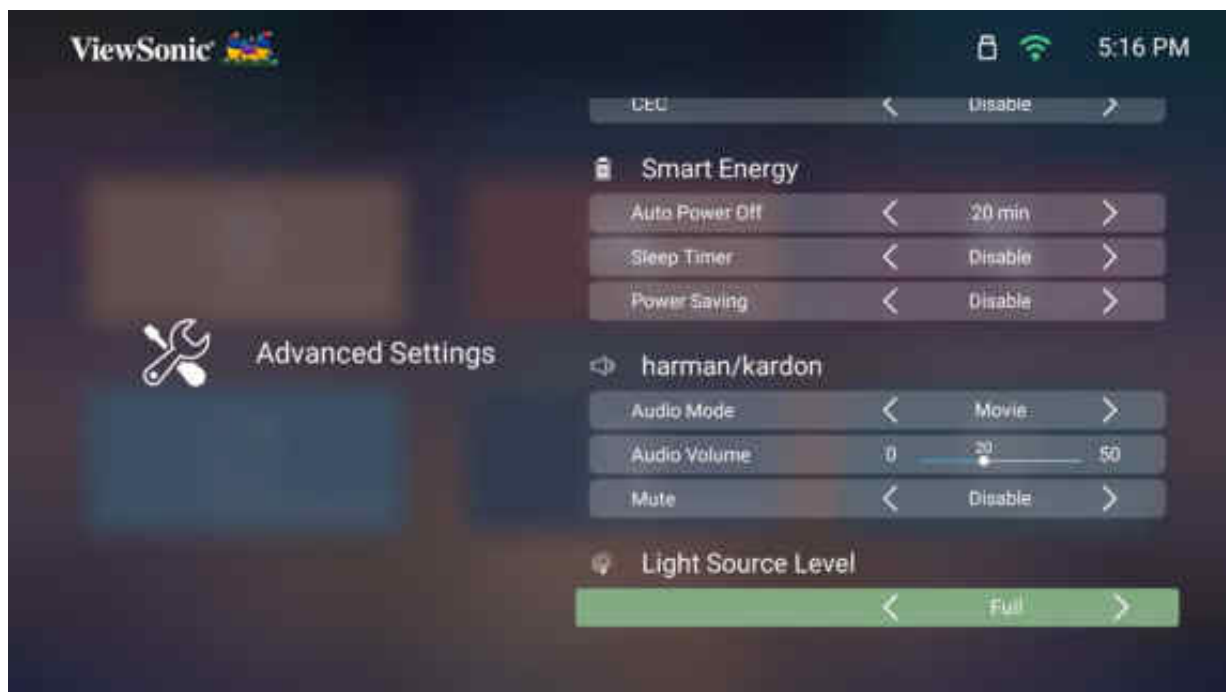 ViewSonic 5:16 PM
CEC Disable
Smart Energy
Auto Power Off 20 min
Sleep Timer Disable
Power Saving Disable
Advanced Settings
harman/kardon
Audio Mode Movie
Audio Volume 0 20 50
Mute Disable
Light Source Level
Full